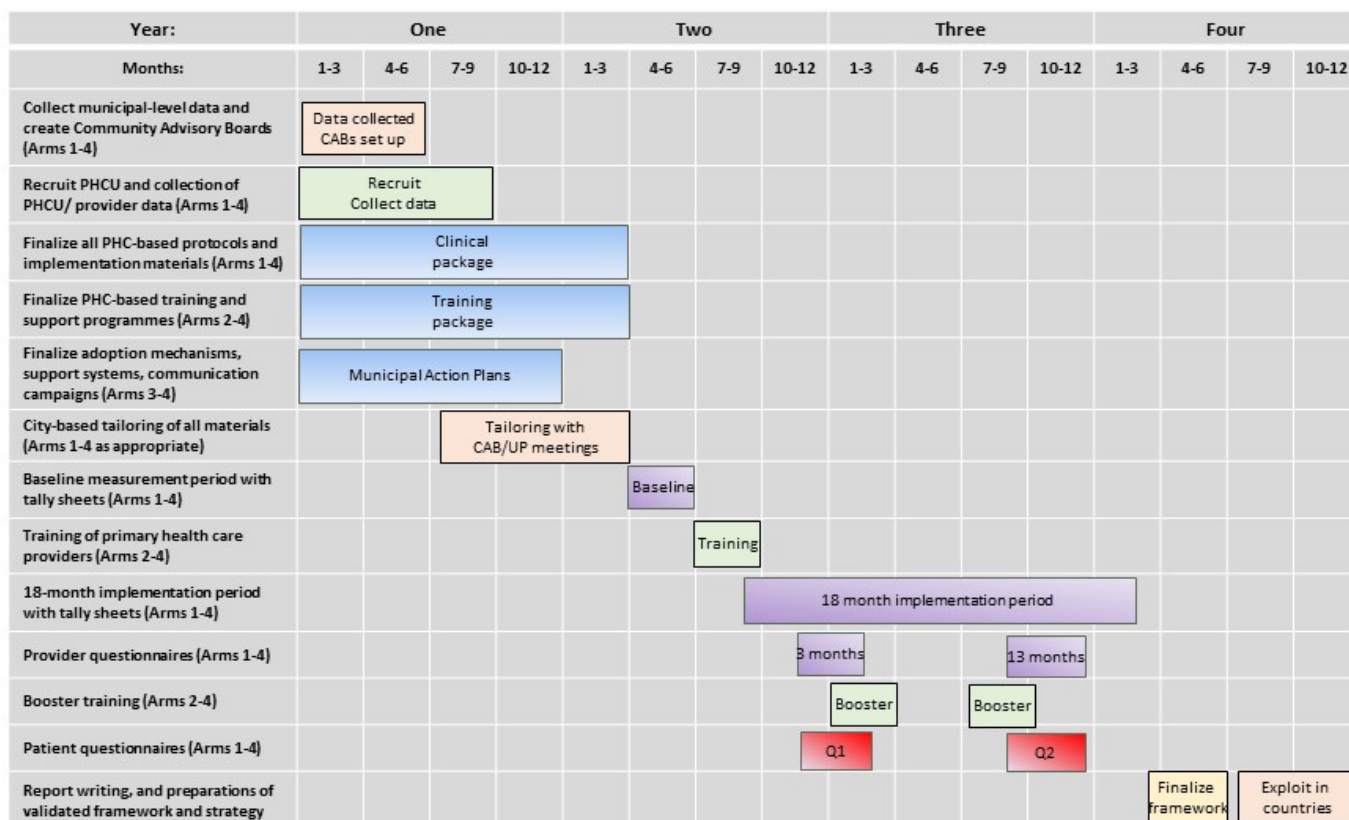 Year: One Two Three Four
Months: 1-3 4-6 7-9 10-12 1-3 4-6 7-9 10-12 1-3 4-6 7-9 10-12 1-3 4-6 7-9 10-12
Collect municipal-level data and
create Community Advisory Boards
(Arms 1-4)
Data collected
CABs set up
Recruit PHCU and collection of
PHCU/ provider data (Arms 1-4)
Recruit
Collect data
Finalize all PHC-based protocols and
implementation materials (Arms 1-4)
Clinical
package
Finalize PHC-based training and
support programmes (Arms 2-4)
Training
package
Finalize adoption mechanisms,
support systems, communication
campaigns (Arms 3-4)
Municipal Action Plans
City-based tailoring of all materials
(Arms 1-4 as appropriate)
Tailoring with
CAB/UP meetings
Baseline measurement period with
tally sheets (Arms 1-4)
Baseline
Training of primary health care
providers (Arms 2-4)
Training
18-month implementation period
with tally sheets (Arms 1-4)
18 month implementation period
Provider questionnaires (Arms 1-4)
3 months 13 months
Booster training (Arms 2-4)
Booster Booster
Patient questionnaires (Arms 1-4)
Q1 Q2
Report writing, and preparations of
validated framework and strategy
Finalize
framework
Exploit in
countries